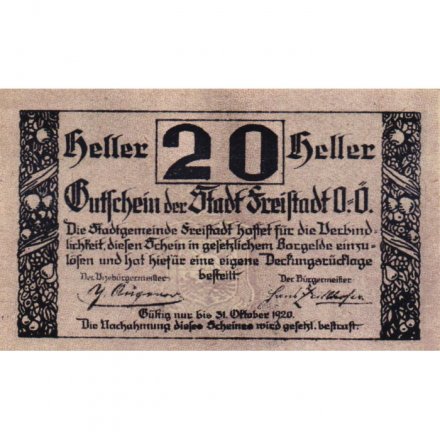 Heller 20 Heller
Gutschein der Stadt Freistadt O.-Ö.
Die Stadtgemeinde Freistadt haftet für die Verbind-
lichkeit, diesen Schein in gesetzlichem Bargelde einzu-
lösen und hat hiefür eine eigene Deckungsrücklage
bestellt.
Der Vizebürgermeister Der Bürgermeister
Gültig nur bis 31. Oktober 1920.
Die Nachahmung dieses Scheines wird gesetzl. bestraft.